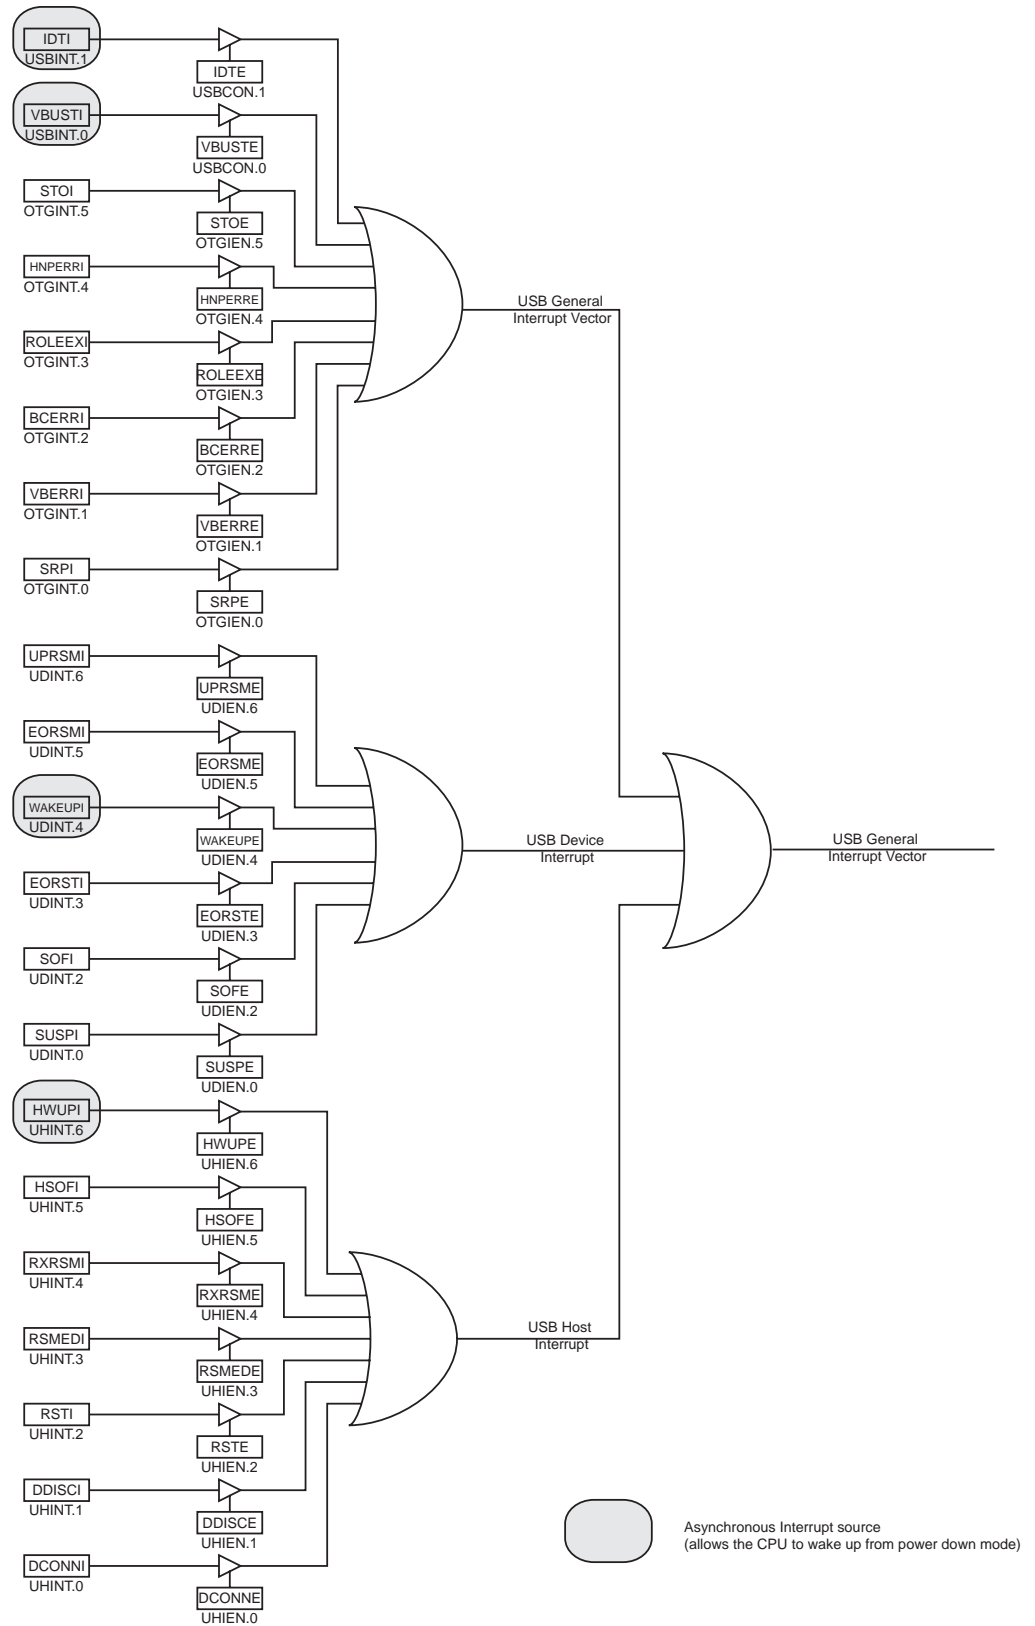 IDTI
USBINT.1
IDTE
USBCON.1
VBUSTI
USBINT.0
VBUSTE
USBCON.0
STOI
OTGINT.5
STOE
OTGIEN.5
HNPERRI
OTGINT.4
HNPERRE
OTGIEN.4
ROLEEXI
OTGINT.3
ROLEEXE
OTGIEN.3
BCERRI
OTGINT.2
BCERRE
OTGIEN.2
VBERRI
OTGINT.1
VBERRE
OTGIEN.1
SRPI
OTGINT.0
SRPE
OTGIEN.0
USB General
Interrupt Vector
UPRSMI
UDINT.6
UPRSME
UDIEN.6
EORSMI
UDINT.5
EORSME
UDIEN.5
WAKEUPI
UDINT.4
WAKEUPE
UDIEN.4
EORSTI
UDINT.3
EORSTE
UDIEN.3
SOFI
UDINT.2
SOFE
UDIEN.2
SUSPI
UDINT.0
SUSPE
UDIEN.0
USB Device
Interrupt
USB General
Interrupt Vector
HWUPI
UHINT.6
HWUPE
UHIEN.6
HSOFI
UHINT.5
HSOFE
UHIEN.5
RXRSMI
UHINT.4
RXRSME
UHIEN.4
RSMEDI
UHINT.3
RSMEDE
UHIEN.3
RSTI
UHINT.2
RSTE
UHIEN.2
DDISCI
UHINT.1
DDISCE
UHIEN.1
DCONNI
UHINT.0
DCONNE
UHIEN.0
USB Host
Interrupt
Asynchronous Interrupt source
(allows the CPU to wake up from power down mode)